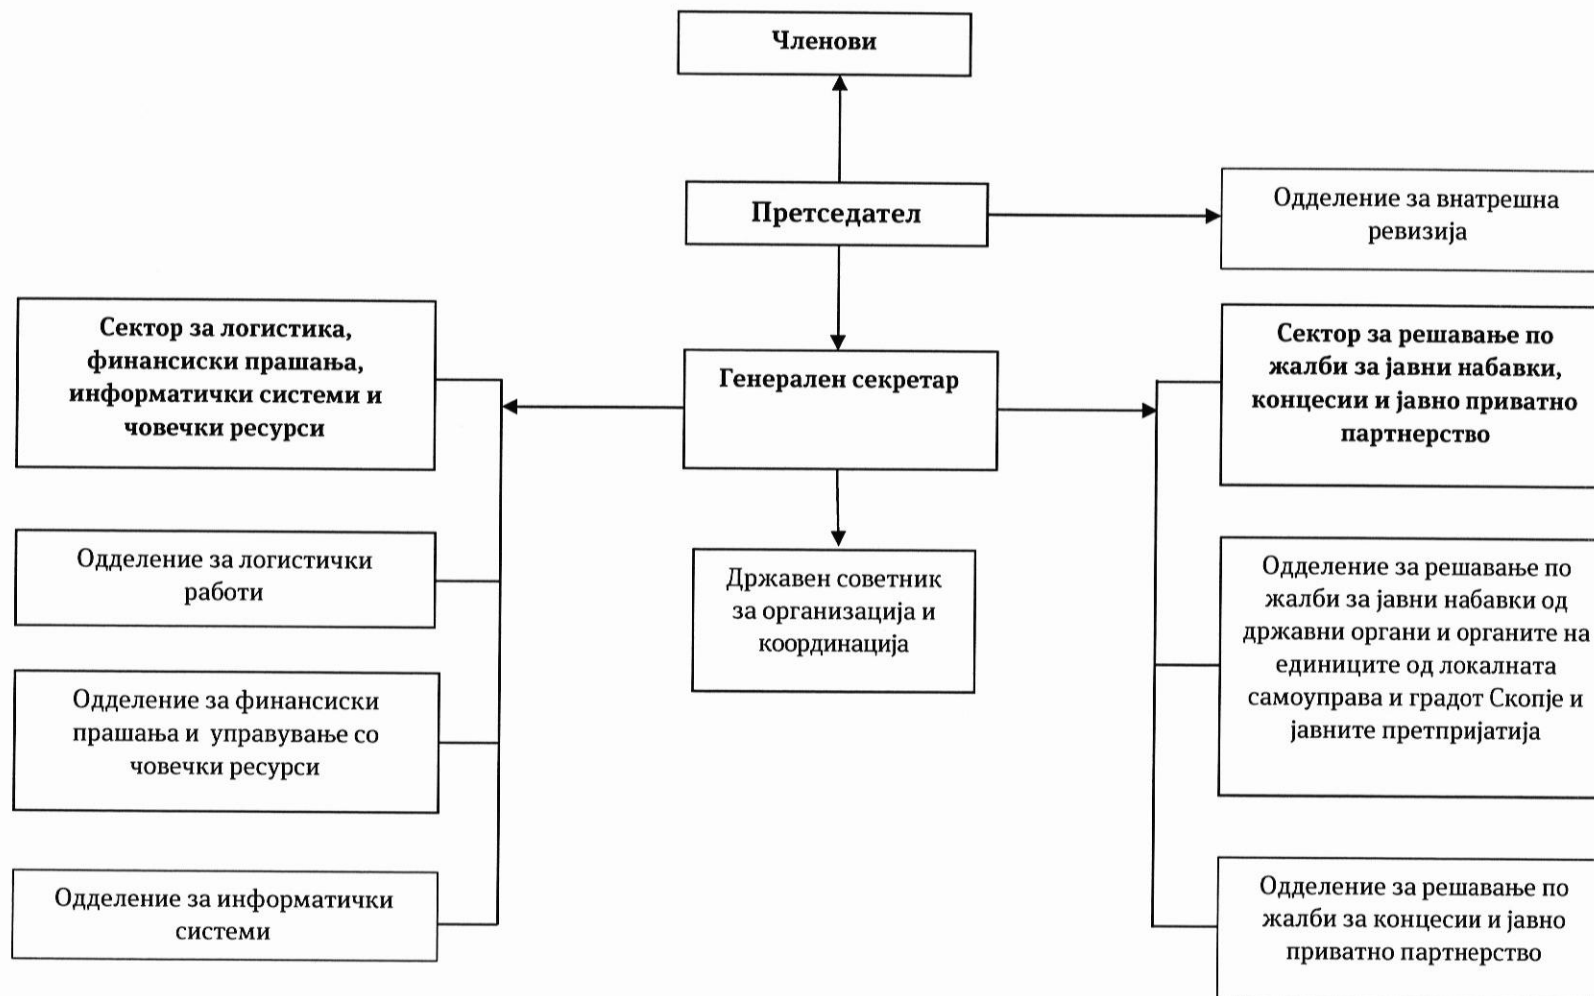 Членови
Претседател
Одделение за внатрешна
ревизија
Сектор за логистика,
финансиски прашања,
информатички системи и
човечки ресурси
Генерален секретар
Сектор за решавање по
жалби за јавни набавки,
концесии и јавно приватно
партнерство
Одделение за логистички
работи
Државен советник
за организација и
координација
Одделение за решавање по
жалби за јавни набавки од
државни органи и органите на
единиците од локалната
самоуправа и градот Скопје и
јавните претпријатија
Одделение за финансиски
прашања и управување со
човечки ресурси
Одделение за информатички
системи
Одделение за решавање по
жалби за концесии и јавно
приватно партнерство